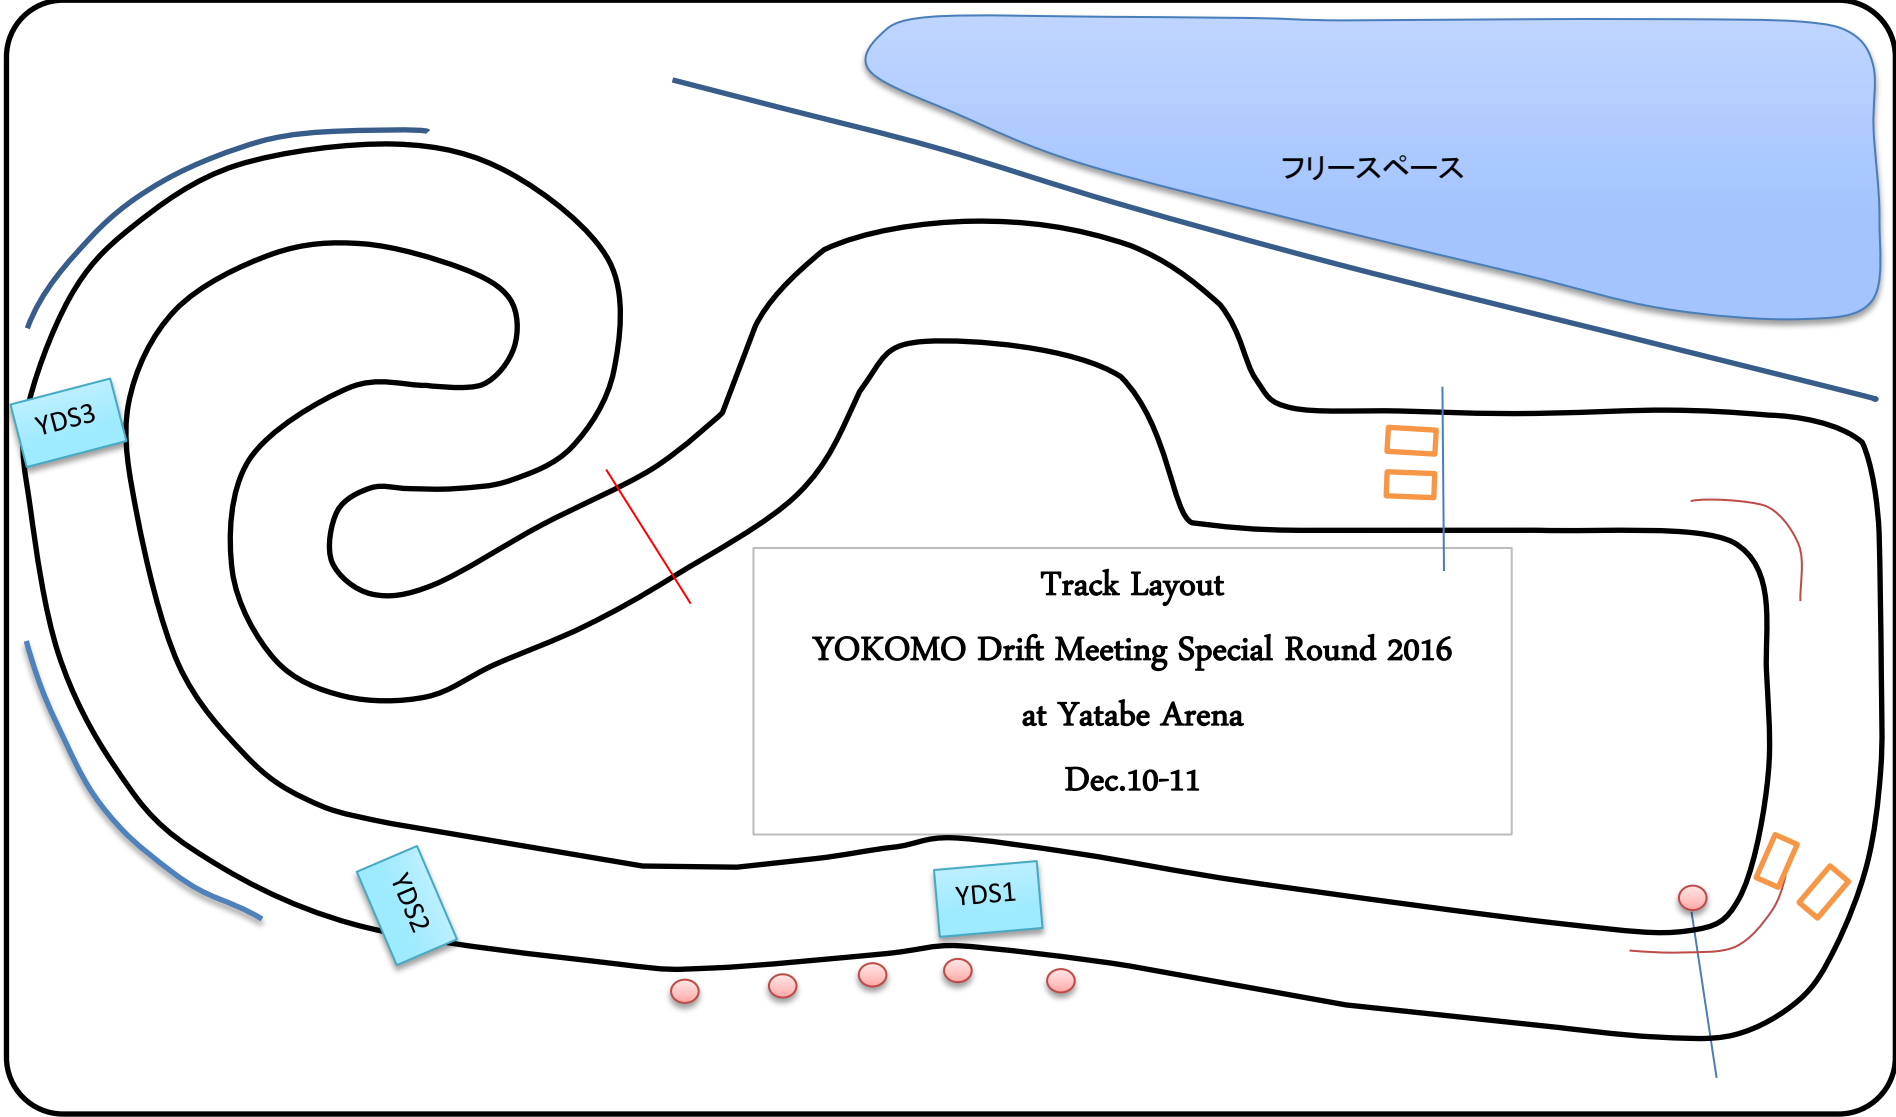 フリースペース
YDS3
Track Layout
YOKOMO Drift Meeting Special Round 2016
at Yatabe Arena
Dec.10-11
YDS2
YDS1